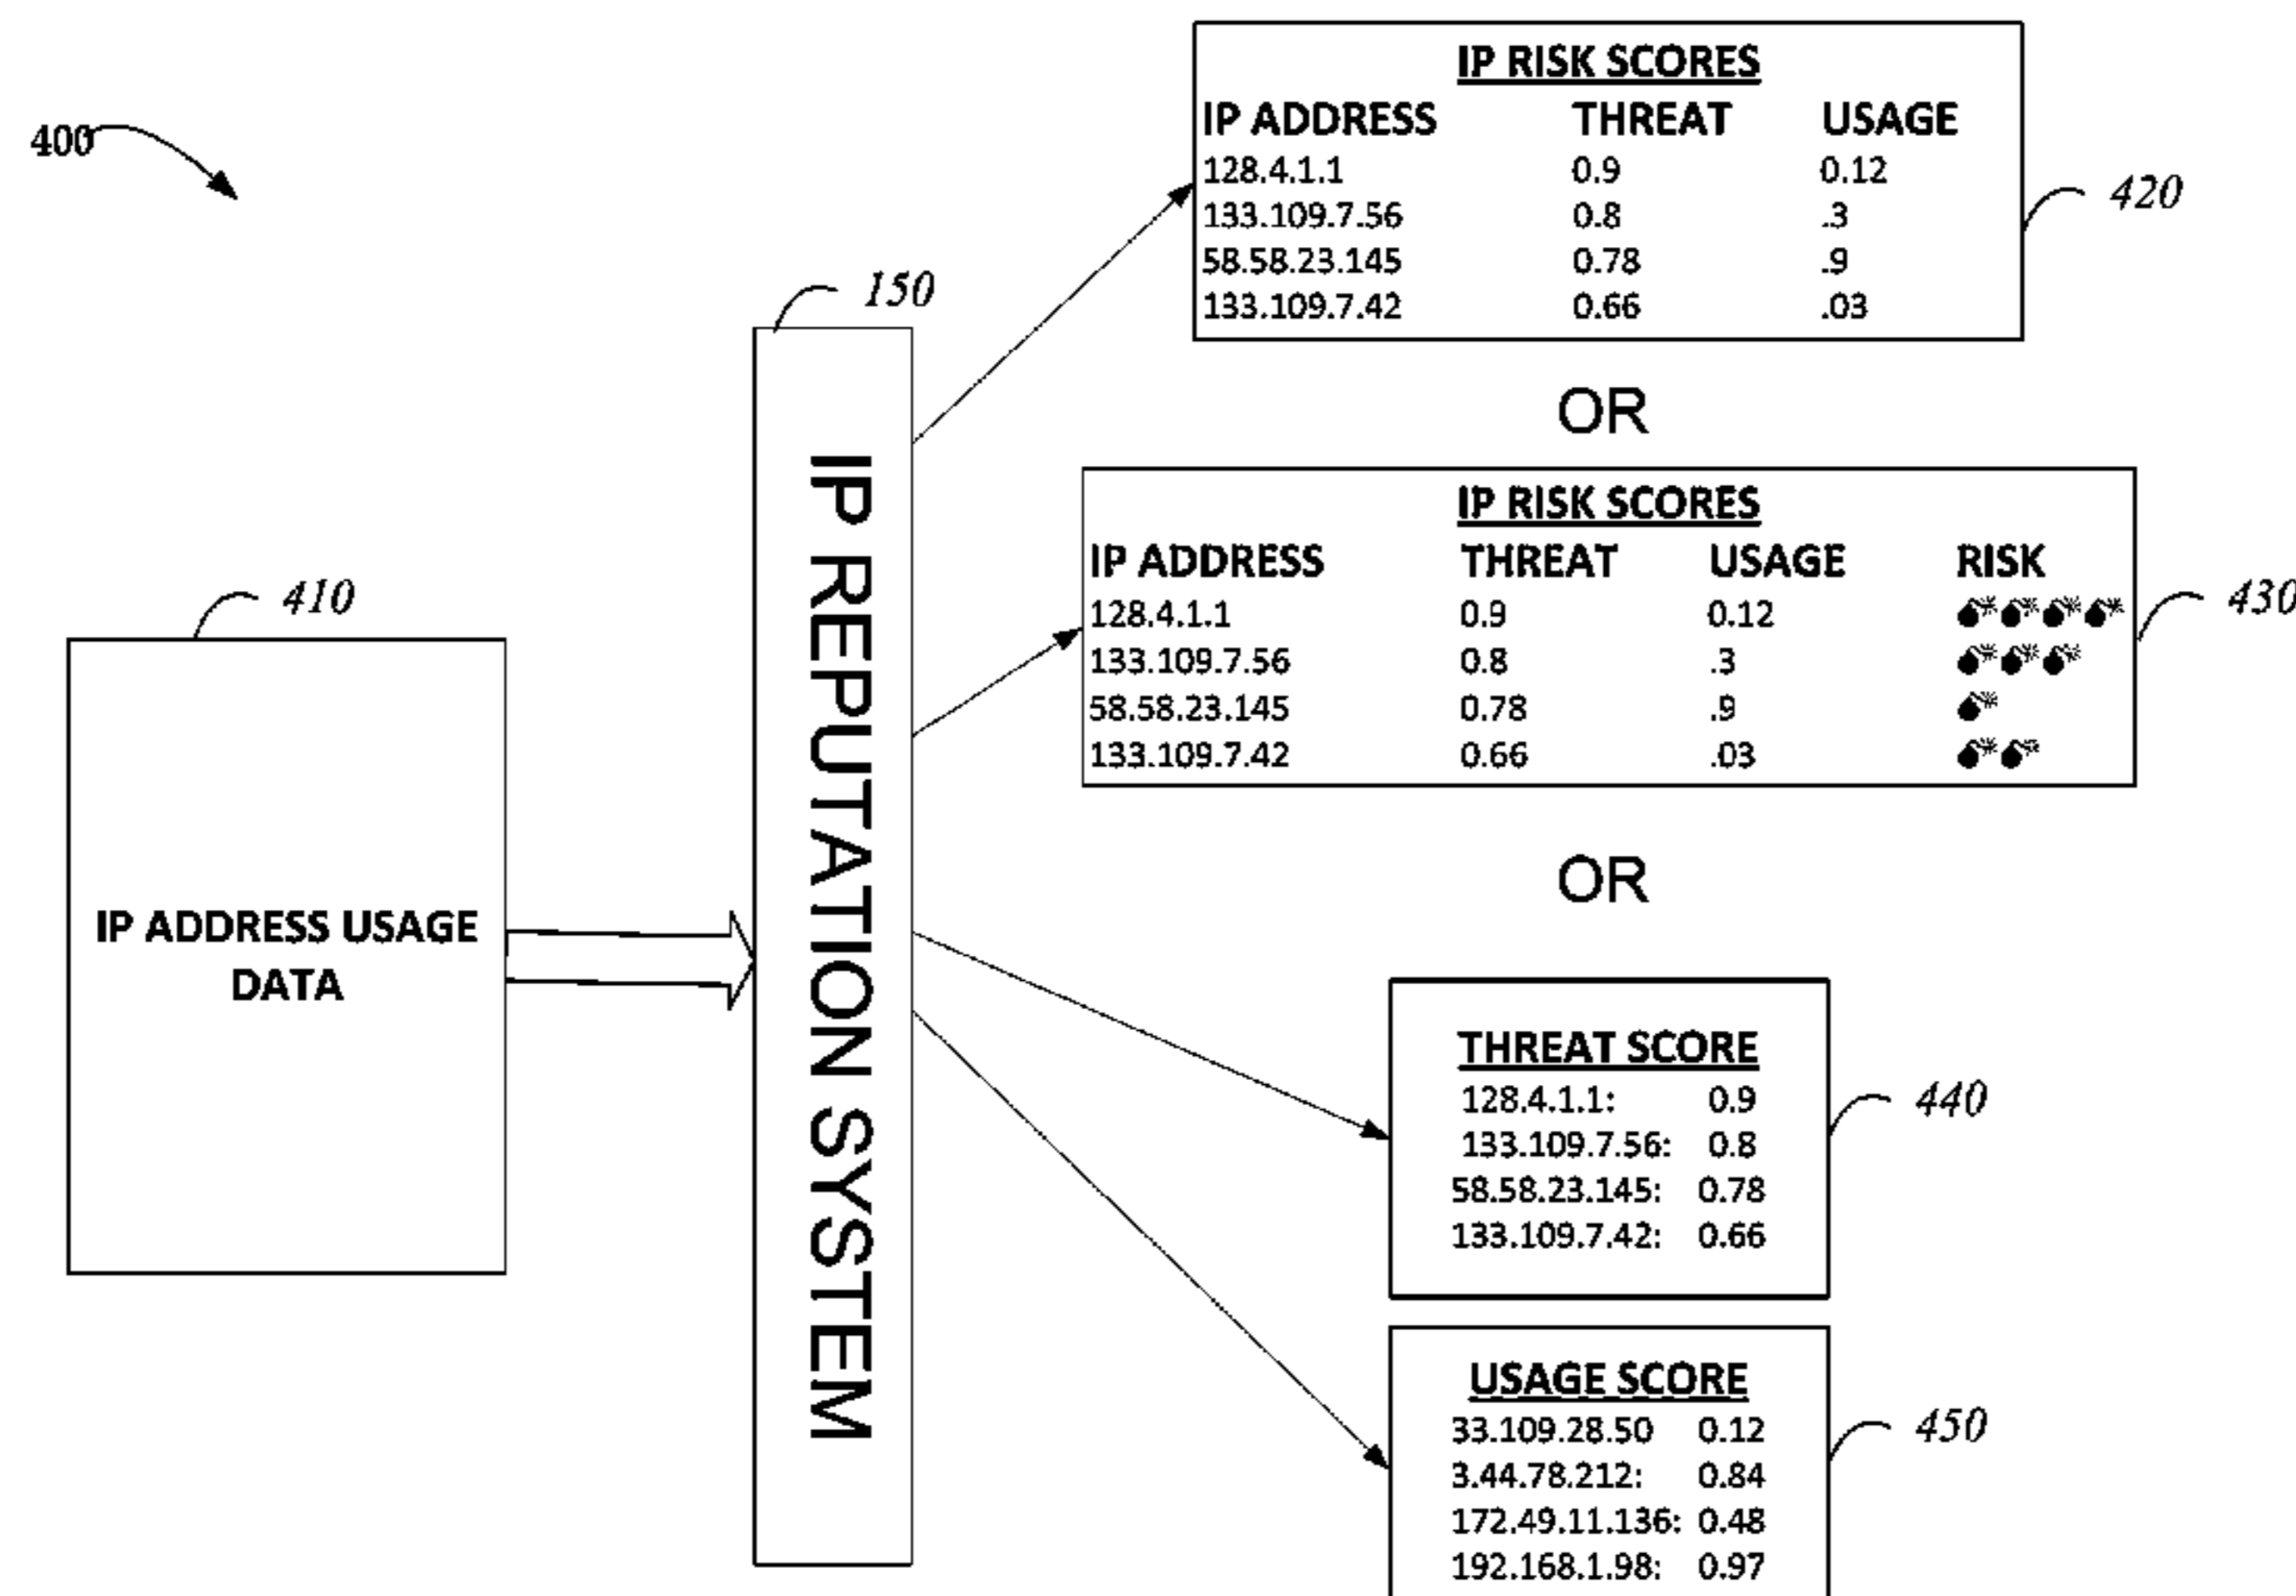 400
410
IP ADDRESS USAGE
DATA
150
IP REPUTATION SYSTEM
IP RISK SCORES
IP ADDRESS THREAT USAGE
128.4.1.1 0.9 0.12
133.109.7.56 0.8 .3
58.58.23.145 0.78 .9
133.109.7.42 0.66 .03
420
OR
IP RISK SCORES
IP ADDRESS THREAT USAGE RISK
128.4.1.1 0.9 0.12
133.109.7.56 0.8 .3
58.58.23.145 0.78 .9
133.109.7.42 0.66 .03
430
OR
THREAT SCORE
128.4.1.1: 0.9
133.109.7.56: 0.8
58.58.23.145: 0.78
133.109.7.42: 0.66
440
USAGE SCORE
33.109.28.50 0.12
3.44.78.212: 0.84
172.49.11.136: 0.48
192.168.1.98: 0.97
450